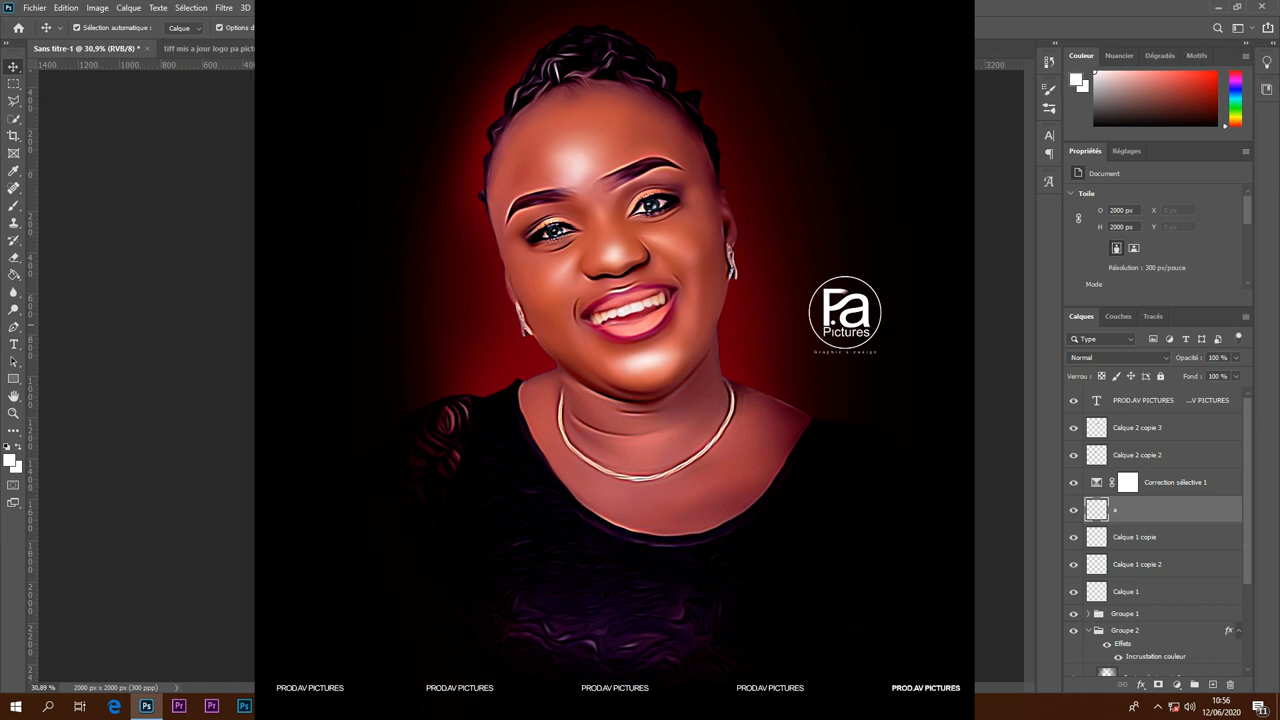 Fichier Edition Image Calque Texte Sélection Filtre 3D
Sélection automatique : Calque Options d
Sans titre-1 @ 30,9% (RVB/8) * × tiff mis a jour logo pa pict
1400 1200 1000 800 600 400 3200
Pa
Pictures
Graphic's design
Couleur Nuancier Dégradés Motifs
Propriétés Réglages
Document
Toile
2000 px X
H 2000 px Y
Résolution : 300 px/pouce
Mode
Calques Couches Tracés
Type
Normal Opacité : 100 %
Verrou : Fond : 100 %
T PROD.AV PICTURES ...V PICTURES
Calque 2 copie 3
Calque 2 copie 2
Correction sélective 1
a
Calque 1 copie
Calque 1 copie 2
Calque 1
Groupe 1
Groupe 2 fx
Effets
Incrustation couleur
PROD.AV PICTURES PROD.AV PICTURES PROD.AV PICTURES PROD.AV PICTURES PROD.AV PICTURES
30,89 % 2000 px x 2000 px (300 ppp)
10:56
12/06/2020